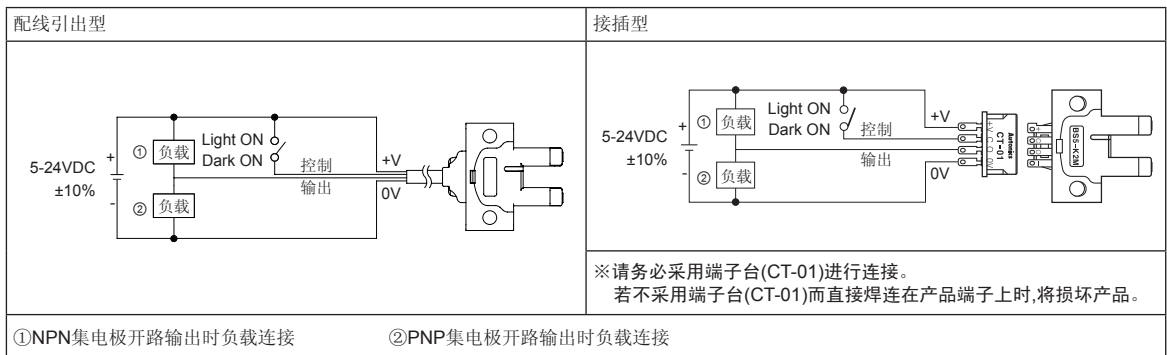 配线引出型
5-24VDC
±10%
+
-
① 负载
② 负载
Light ON
Dark ON
控制
输出
+V
0V
接插型
5-24VDC
±10%
+
-
① 负载
② 负载
Light ON
Dark ON
控制
输出
+V
0V
Autonics
CT-01
BS5-K2M
※请务必采用端子台(CT-01)进行连接。
若不采用端子台(CT-01)而直接焊连在产品端子上时,将损坏产品。
①NPN集电极开路输出时负载连接
②PNP集电极开路输出时负载连接